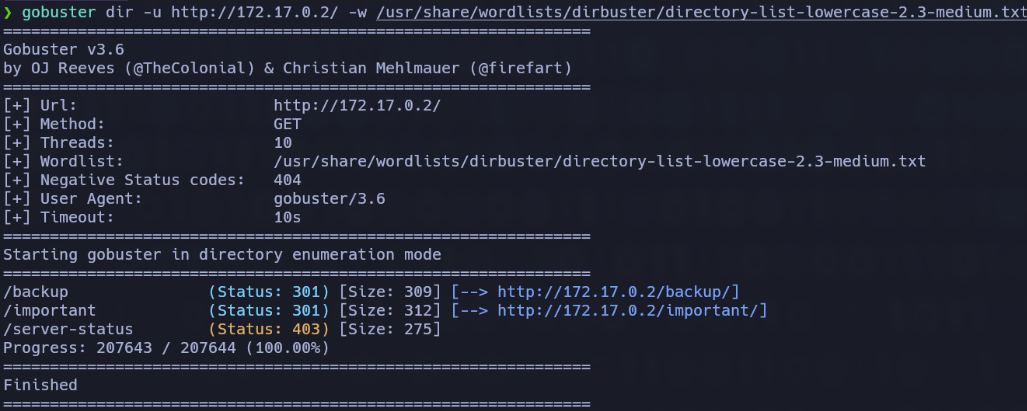 ❯ gobuster dir -u http://172.17.0.2/ -w /usr/share/wordlists/dirbuster/directory-list-lowercase-2.3-medium.txt
===============================================================
Gobuster v3.6
by OJ Reeves (@TheColonial) & Christian Mehlmauer (@firefart)
===============================================================
[+] Url:                     http://172.17.0.2/
[+] Method:                  GET
[+] Threads:                 10
[+] Wordlist:                /usr/share/wordlists/dirbuster/directory-list-lowercase-2.3-medium.txt
[+] Negative Status codes:   404
[+] User Agent:              gobuster/3.6
[+] Timeout:                 10s
===============================================================
Starting gobuster in directory enumeration mode
===============================================================
/backup               (Status: 301) [Size: 309] [--> http://172.17.0.2/backup/]
/important            (Status: 301) [Size: 312] [--> http://172.17.0.2/important/]
/server-status        (Status: 403) [Size: 275]
Progress: 207643 / 207644 (100.00%)
===============================================================
Finished
===============================================================